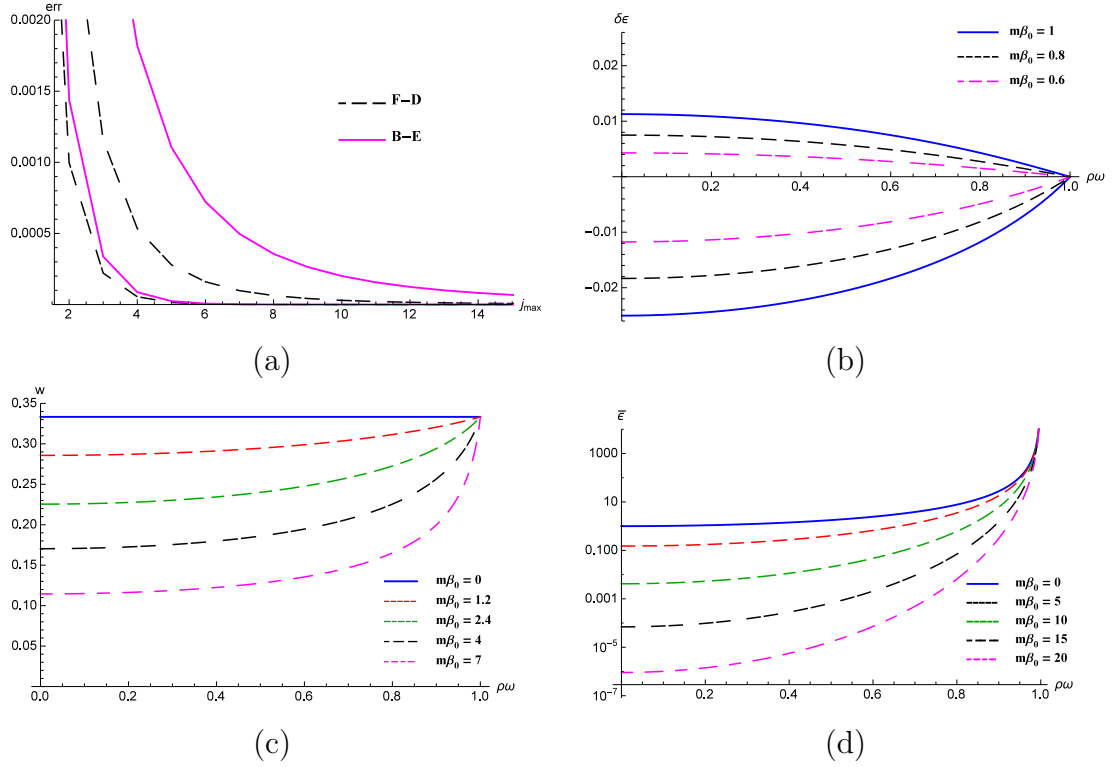 err
0.0020
0.0015
0.0010
0.0005
2 4 6 8 10 12 14 jmax
F−D
B−E
(a)
δϵ
0.02
0.01
−0.01
−0.02
0.2 0.4 0.6 0.8 1.0 ρω
mβ0 = 1
mβ0 = 0.8
mβ0 = 0.6
(b)
w
0.35
0.30
0.25
0.20
0.15
0.10
0.05
0.0 0.2 0.4 0.6 0.8 1.0 ρω
mβ0 = 0
mβ0 = 1.2
mβ0 = 2.4
mβ0 = 4
mβ0 = 7
(c)
ϵ̅
1000
10
0.100
0.001
10⁻⁵
10⁻⁷
0.2 0.4 0.6 0.8 1.0 ρω
mβ0 = 0
mβ0 = 5
mβ0 = 10
mβ0 = 15
mβ0 = 20
(d)